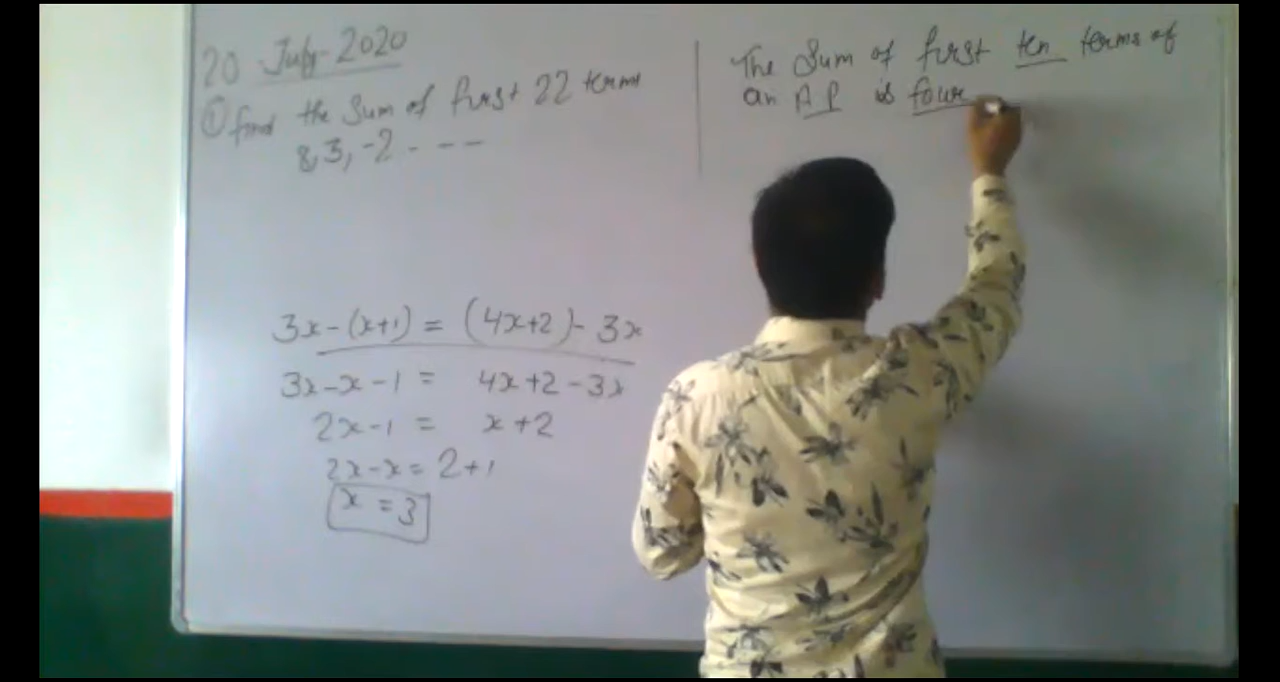 20 July-2020
① find the Sum of first 22 terms
8, 3, -2 - - -
3x-(x+1) = (4x+2)-3x
3x-x-1 = 4x+2-3x
2x-1 = x+2
2x-x = 2+1
x = 3
The Sum of first ten terms of
an AP is four